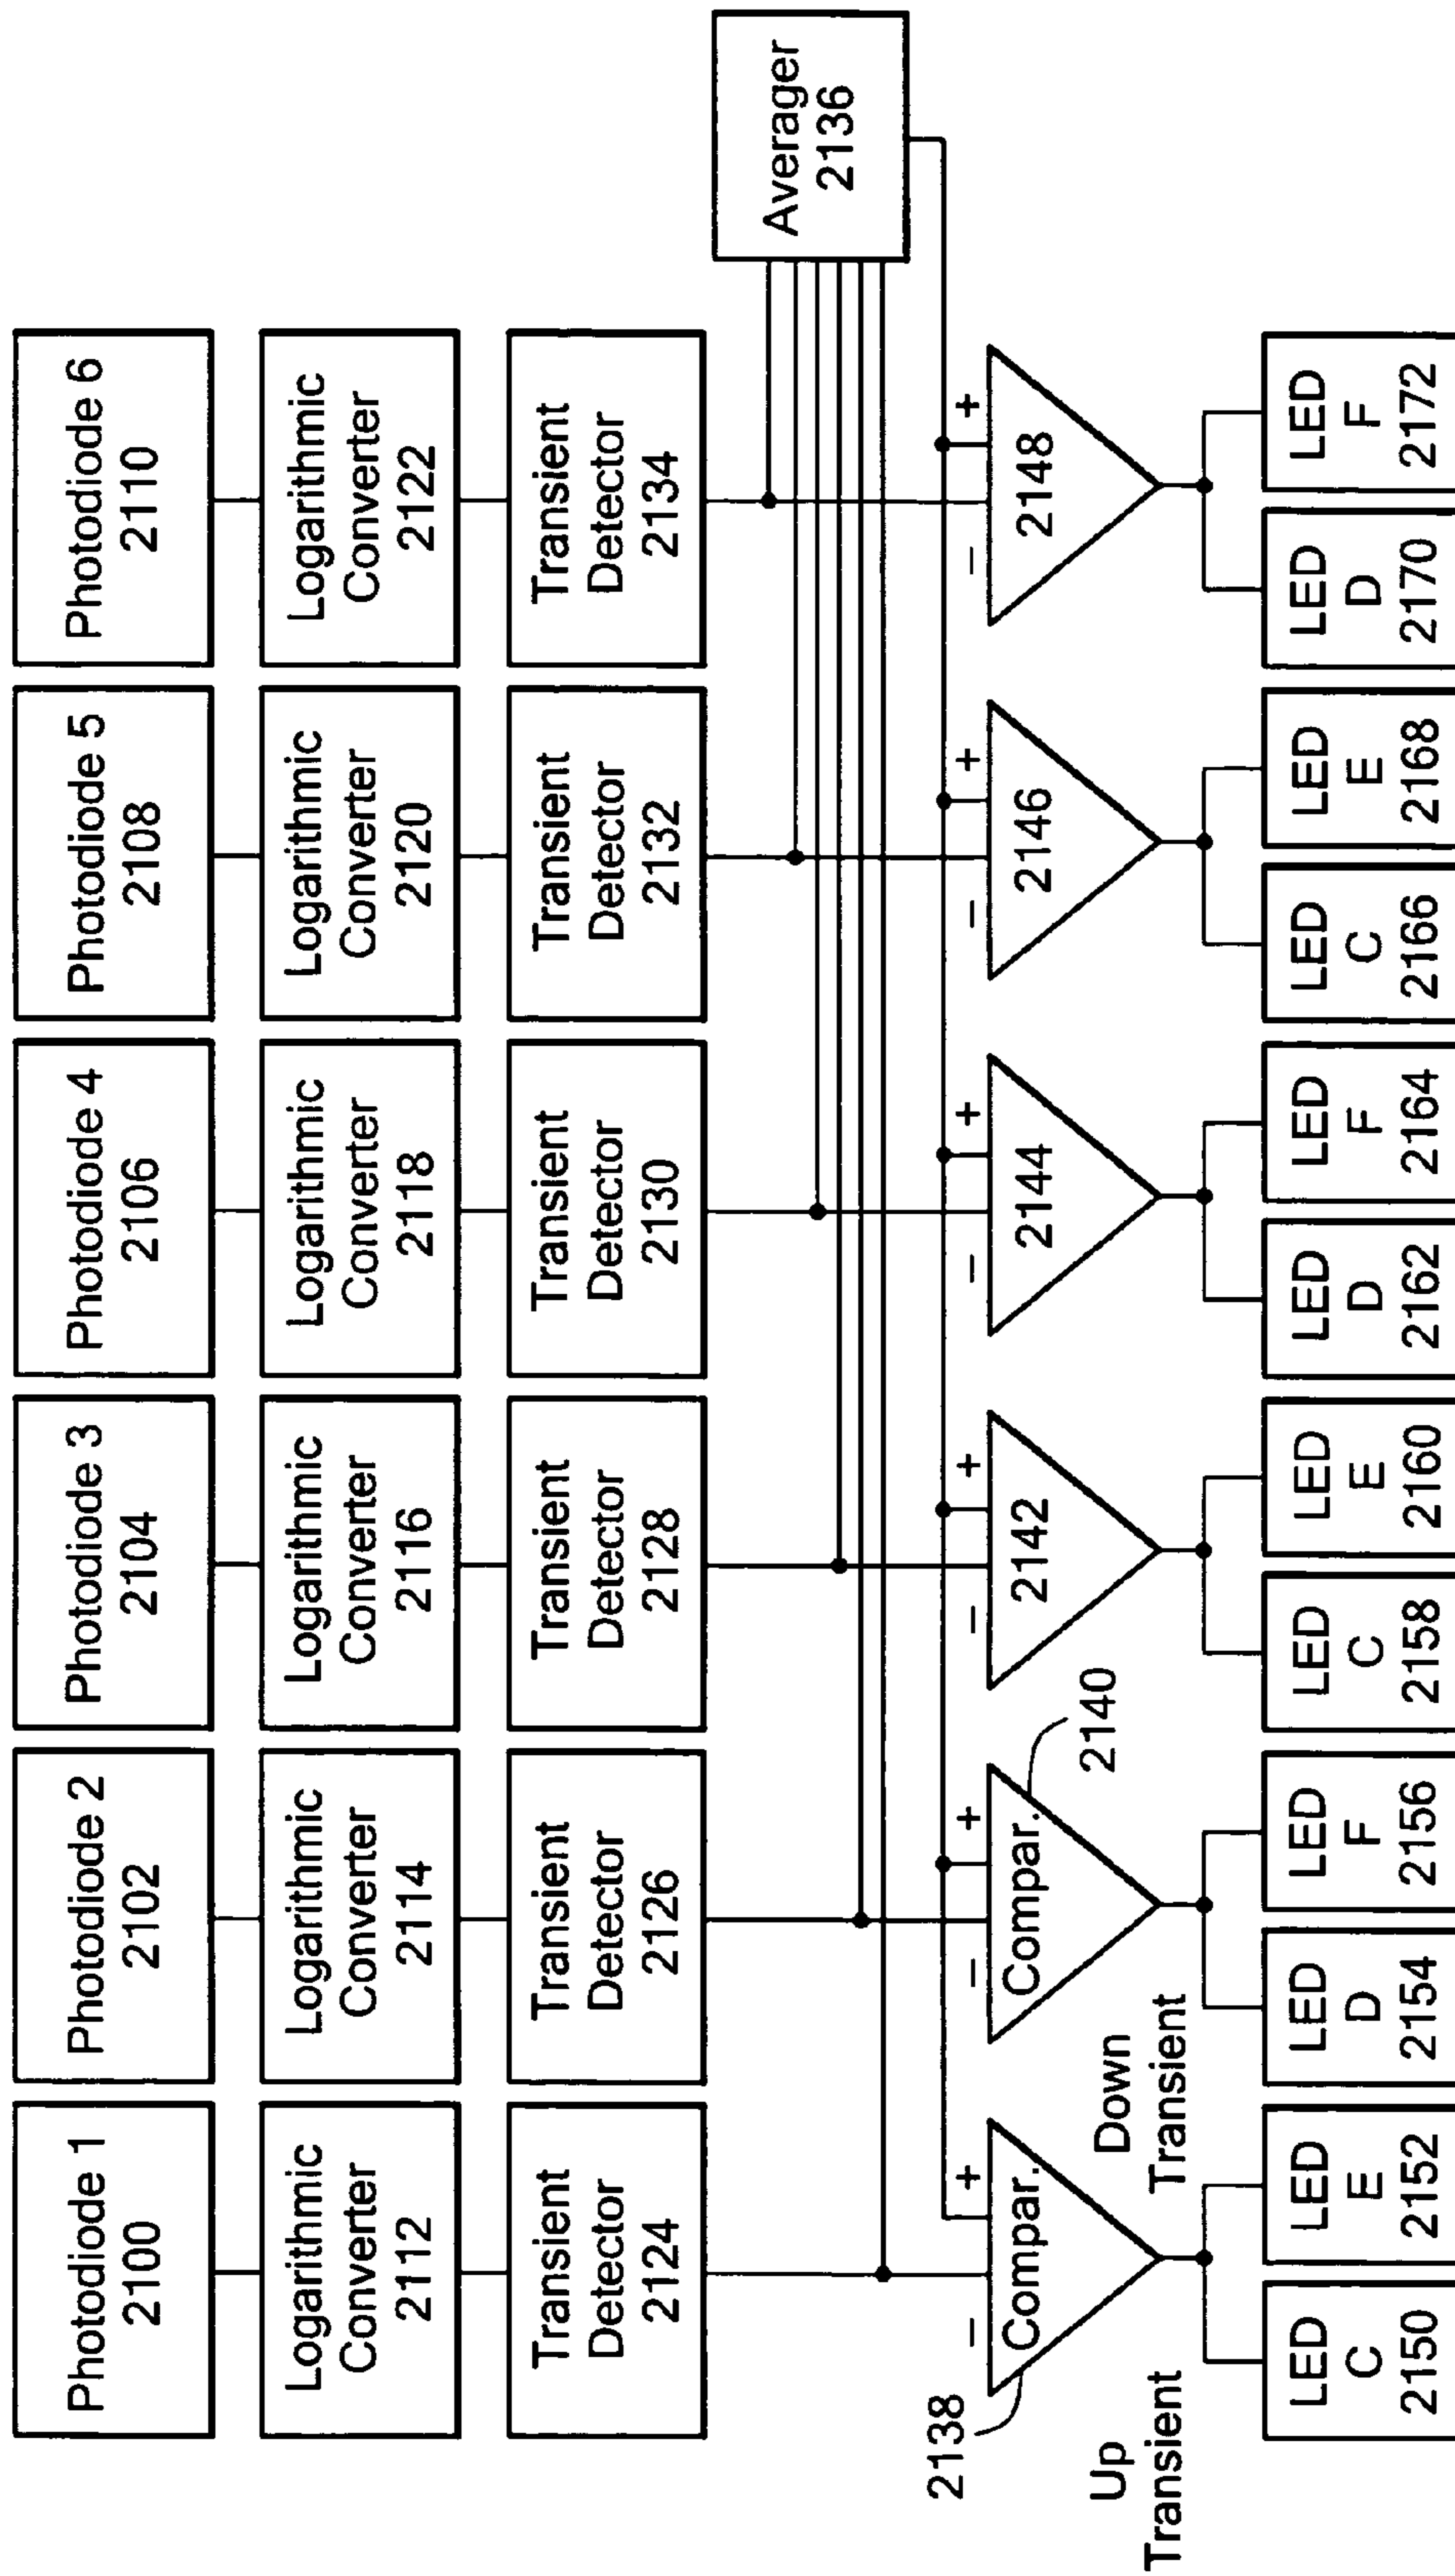 Photodiode 1
2100
Photodiode 2
2102
Photodiode 3
2104
Photodiode 4
2106
Photodiode 5
2108
Photodiode 6
2110
Logarithmic
Converter
2112
Logarithmic
Converter
2114
Logarithmic
Converter
2116
Logarithmic
Converter
2118
Logarithmic
Converter
2120
Logarithmic
Converter
2122
Transient
Detector
2124
Transient
Detector
2126
Transient
Detector
2128
Transient
Detector
2130
Transient
Detector
2132
Transient
Detector
2134
Averager
2136
2138
− +
Compar.
− +
Compar.
2140
− +
2142
− +
2144
− +
2146
− +
2148
Up
Transient
Down
Transient
LED
C
2150
LED
E
2152
LED
D
2154
LED
F
2156
LED
C
2158
LED
E
2160
LED
D
2162
LED
F
2164
LED
C
2166
LED
E
2168
LED
D
2170
LED
F
2172